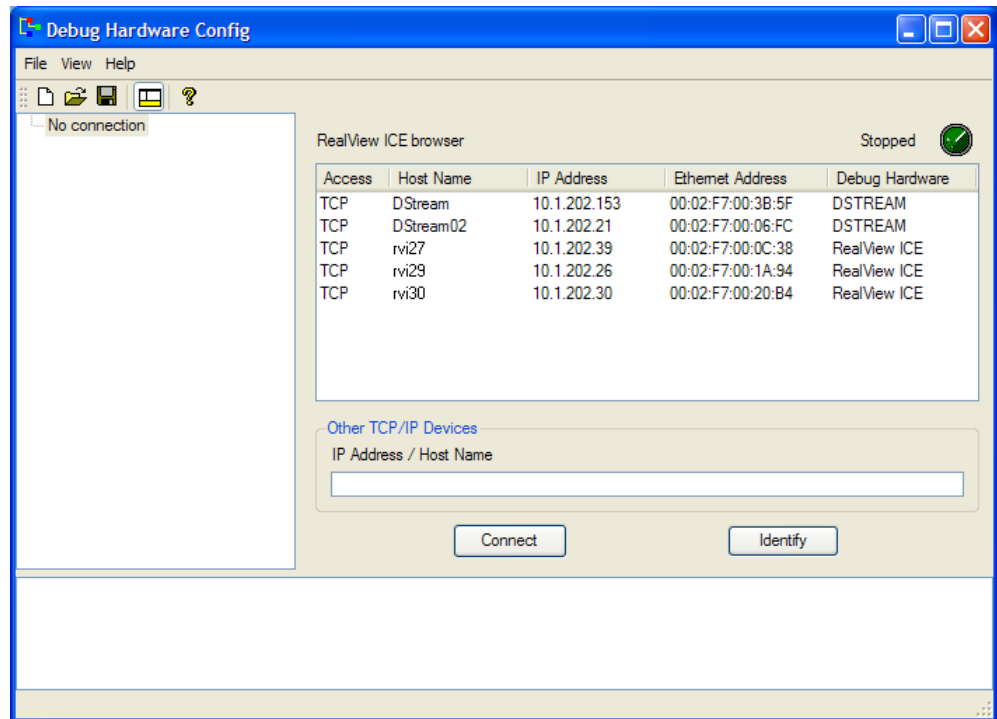 Debug Hardware Config
File View Help
No connection
RealView ICE browser Stopped
Access Host Name IP Address Ethernet Address Debug Hardware
TCP DStream 10.1.202.153 00:02:F7:00:3B:5F DSTREAM
TCP DStream02 10.1.202.21 00:02:F7:00:06:FC DSTREAM
TCP rvi27 10.1.202.39 00:02:F7:00:0C:38 RealView ICE
TCP rvi29 10.1.202.26 00:02:F7:00:1A:94 RealView ICE
TCP rvi30 10.1.202.30 00:02:F7:00:20:B4 RealView ICE
Other TCP/IP Devices
IP Address / Host Name
Connect Identify